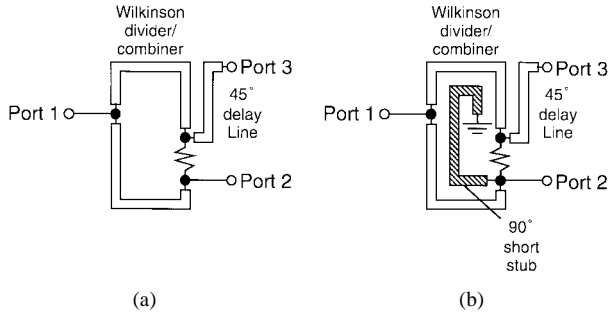 Wilkinson
divider/
combiner
Port 1
Port 3
45°
delay
Line
Port 2
(a)
Wilkinson
divider/
combiner
Port 1
Port 3
45°
delay
Line
Port 2
90°
short
stub
(b)